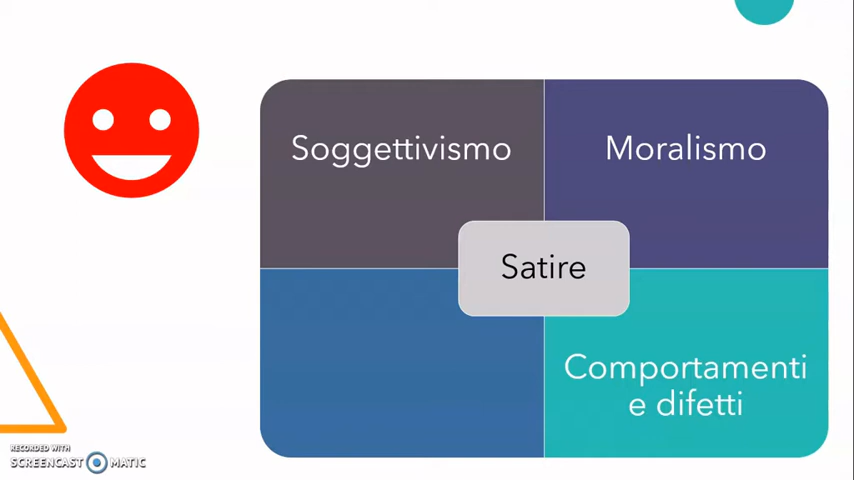 Soggettivismo
Moralismo
Satire
Comportamenti
e difetti
RECORDED WITH
SCREENCAST MATIC